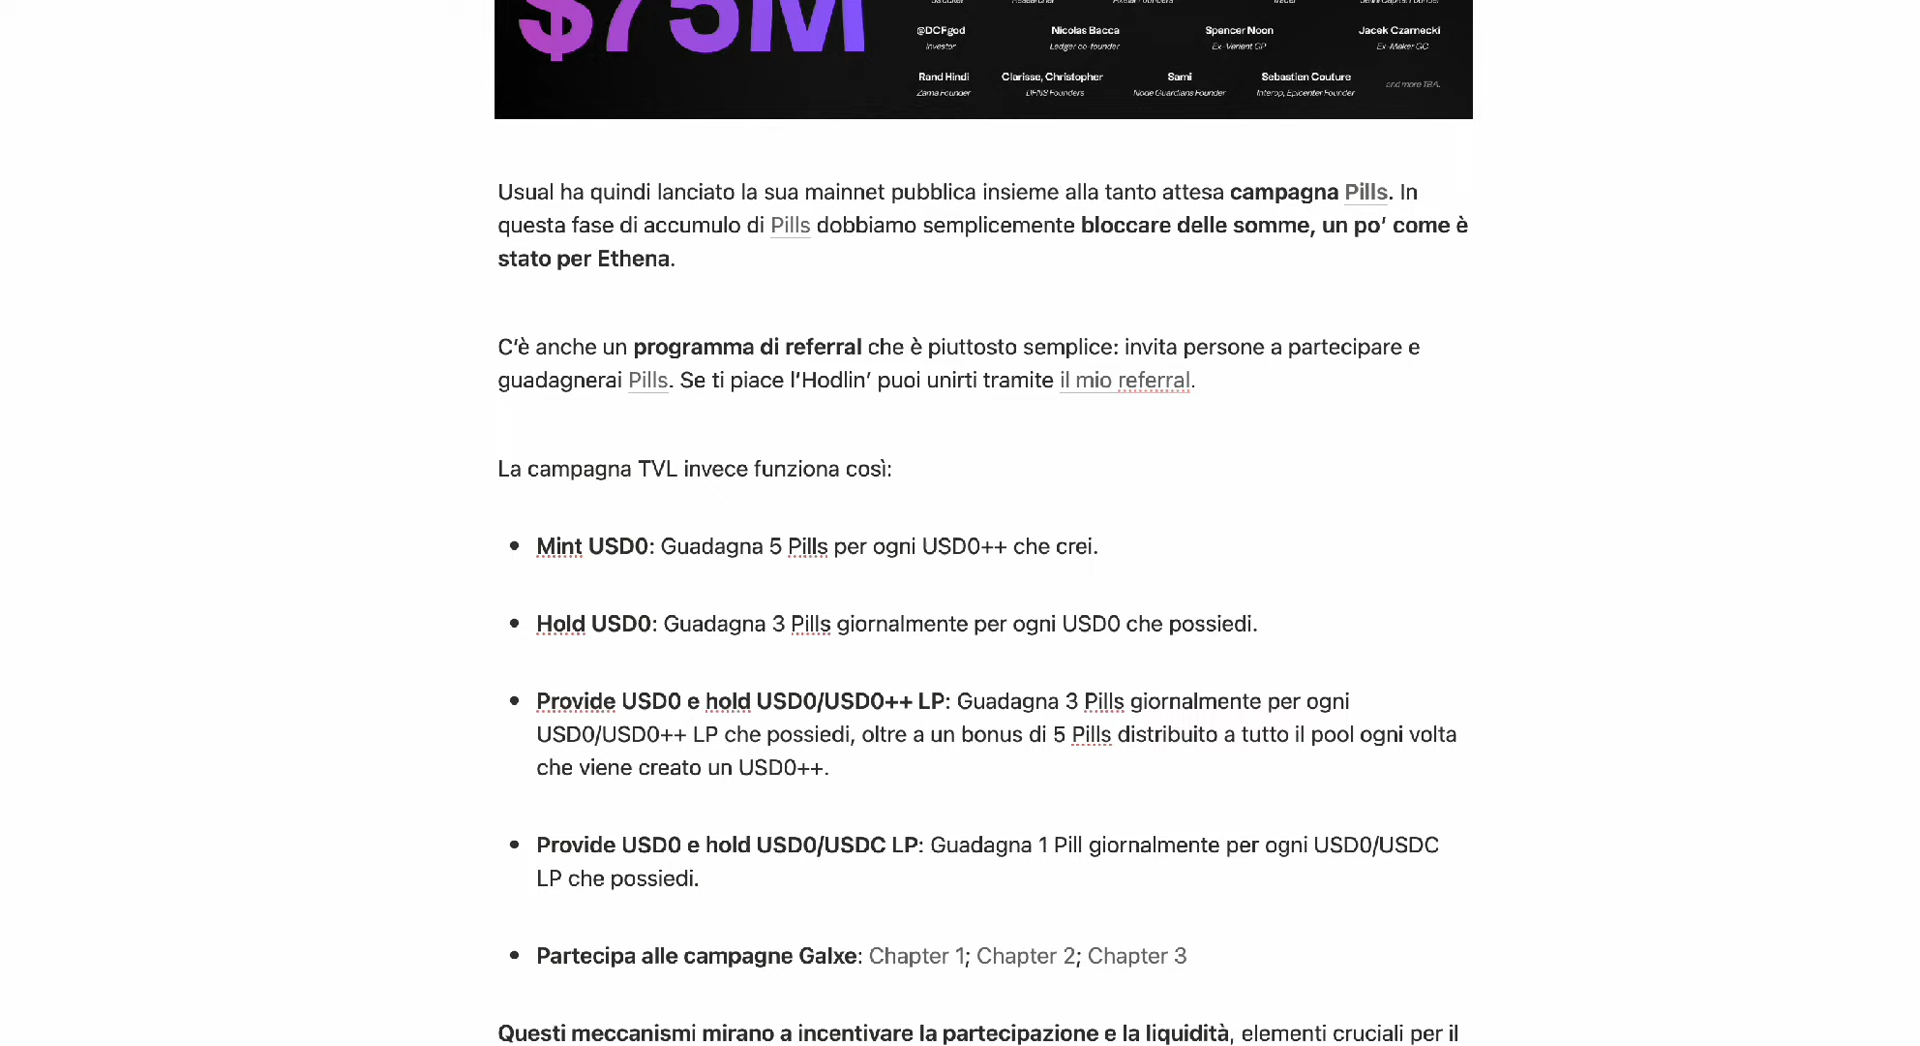 $75M
@DCFgod
Nicolas Bacca
Spencer Noon
Jacek Czarnecki
Investor
Ledger co-founder
Ex-Variant GP
Ex-Maker GC
Rand Hindi
Clarisse, Christopher
Sami
Sebastien Couture
and more TBA.
Zama Founder
DFNS Founders
Node Guardians Founder
Interop, Epicenter Founder
Usual ha quindi lanciato la sua mainnet pubblica insieme alla tanto attesa campagna Pills. In
questa fase di accumulo di Pills dobbiamo semplicemente bloccare delle somme, un po’ come è
stato per Ethena.
C’è anche un programma di referral che è piuttosto semplice: invita persone a partecipare e
guadagnerai Pills. Se ti piace l’Hodlin’ puoi unirti tramite il mio referral.
La campagna TVL invece funziona così:
• Mint USD0: Guadagna 5 Pills per ogni USD0++ che crei.
• Hold USD0: Guadagna 3 Pills giornalmente per ogni USD0 che possiedi.
• Provide USD0 e hold USD0/USD0++ LP: Guadagna 3 Pills giornalmente per ogni
USD0/USD0++ LP che possiedi, oltre a un bonus di 5 Pills distribuito a tutto il pool ogni volta
che viene creato un USD0++.
• Provide USD0 e hold USD0/USDC LP: Guadagna 1 Pill giornalmente per ogni USD0/USDC
LP che possiedi.
• Partecipa alle campagne Galxe: Chapter 1; Chapter 2; Chapter 3
Questi meccanismi mirano a incentivare la partecipazione e la liquidità, elementi cruciali per il